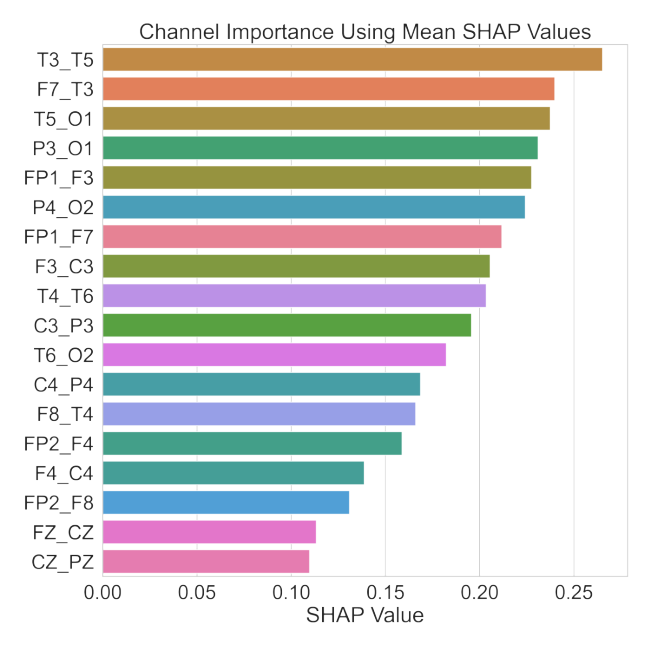 Channel Importance Using Mean SHAP Values
T3_T5
F7_T3
T5_O1
P3_O1
FP1_F3
P4_O2
FP1_F7
F3_C3
T4_T6
C3_P3
T6_O2
C4_P4
F8_T4
FP2_F4
F4_C4
FP2_F8
FZ_CZ
CZ_PZ
0.00 0.05 0.10 0.15 0.20 0.25
SHAP Value